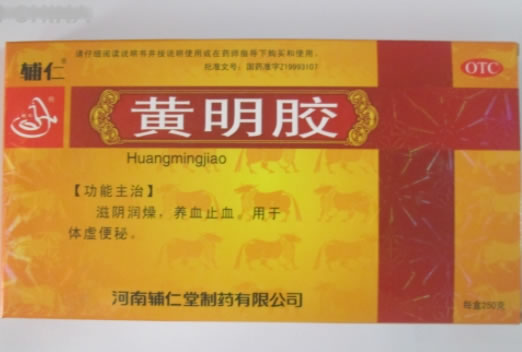 请仔细阅读说明书并按说明使用或在药师指导下购买和使用。
批准文号：国药准字Z19993107
辅仁®
OTC
黄明胶
Huangmingjiao
【功能主治】
滋阴润燥，养血止血。用于
体虚便秘。
河南辅仁堂制药有限公司
每盒250克